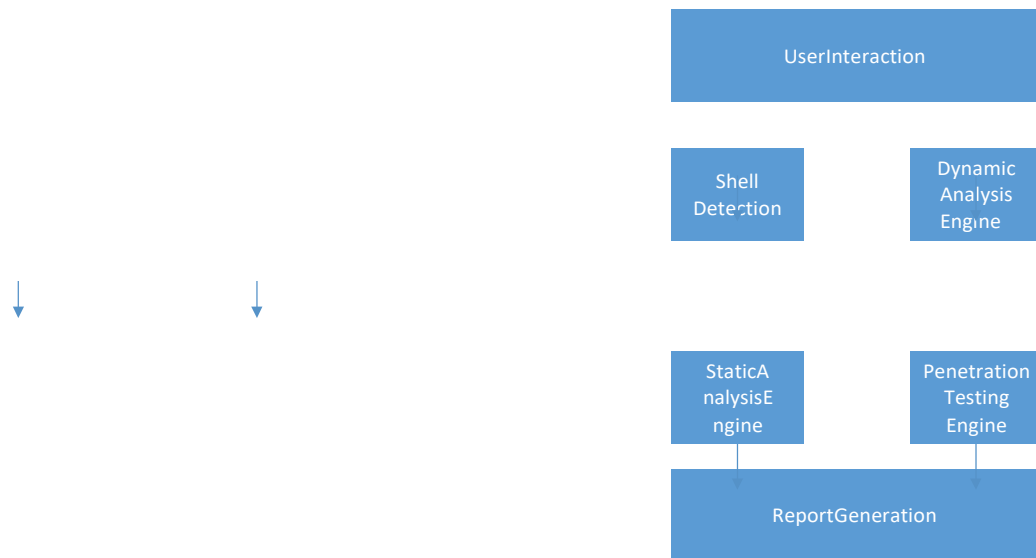 UserInteraction
Shell
Detection
Dynamic
Analysis
Engine
StaticA
nalysisE
ngine
Penetration
Testing
Engine
ReportGeneration